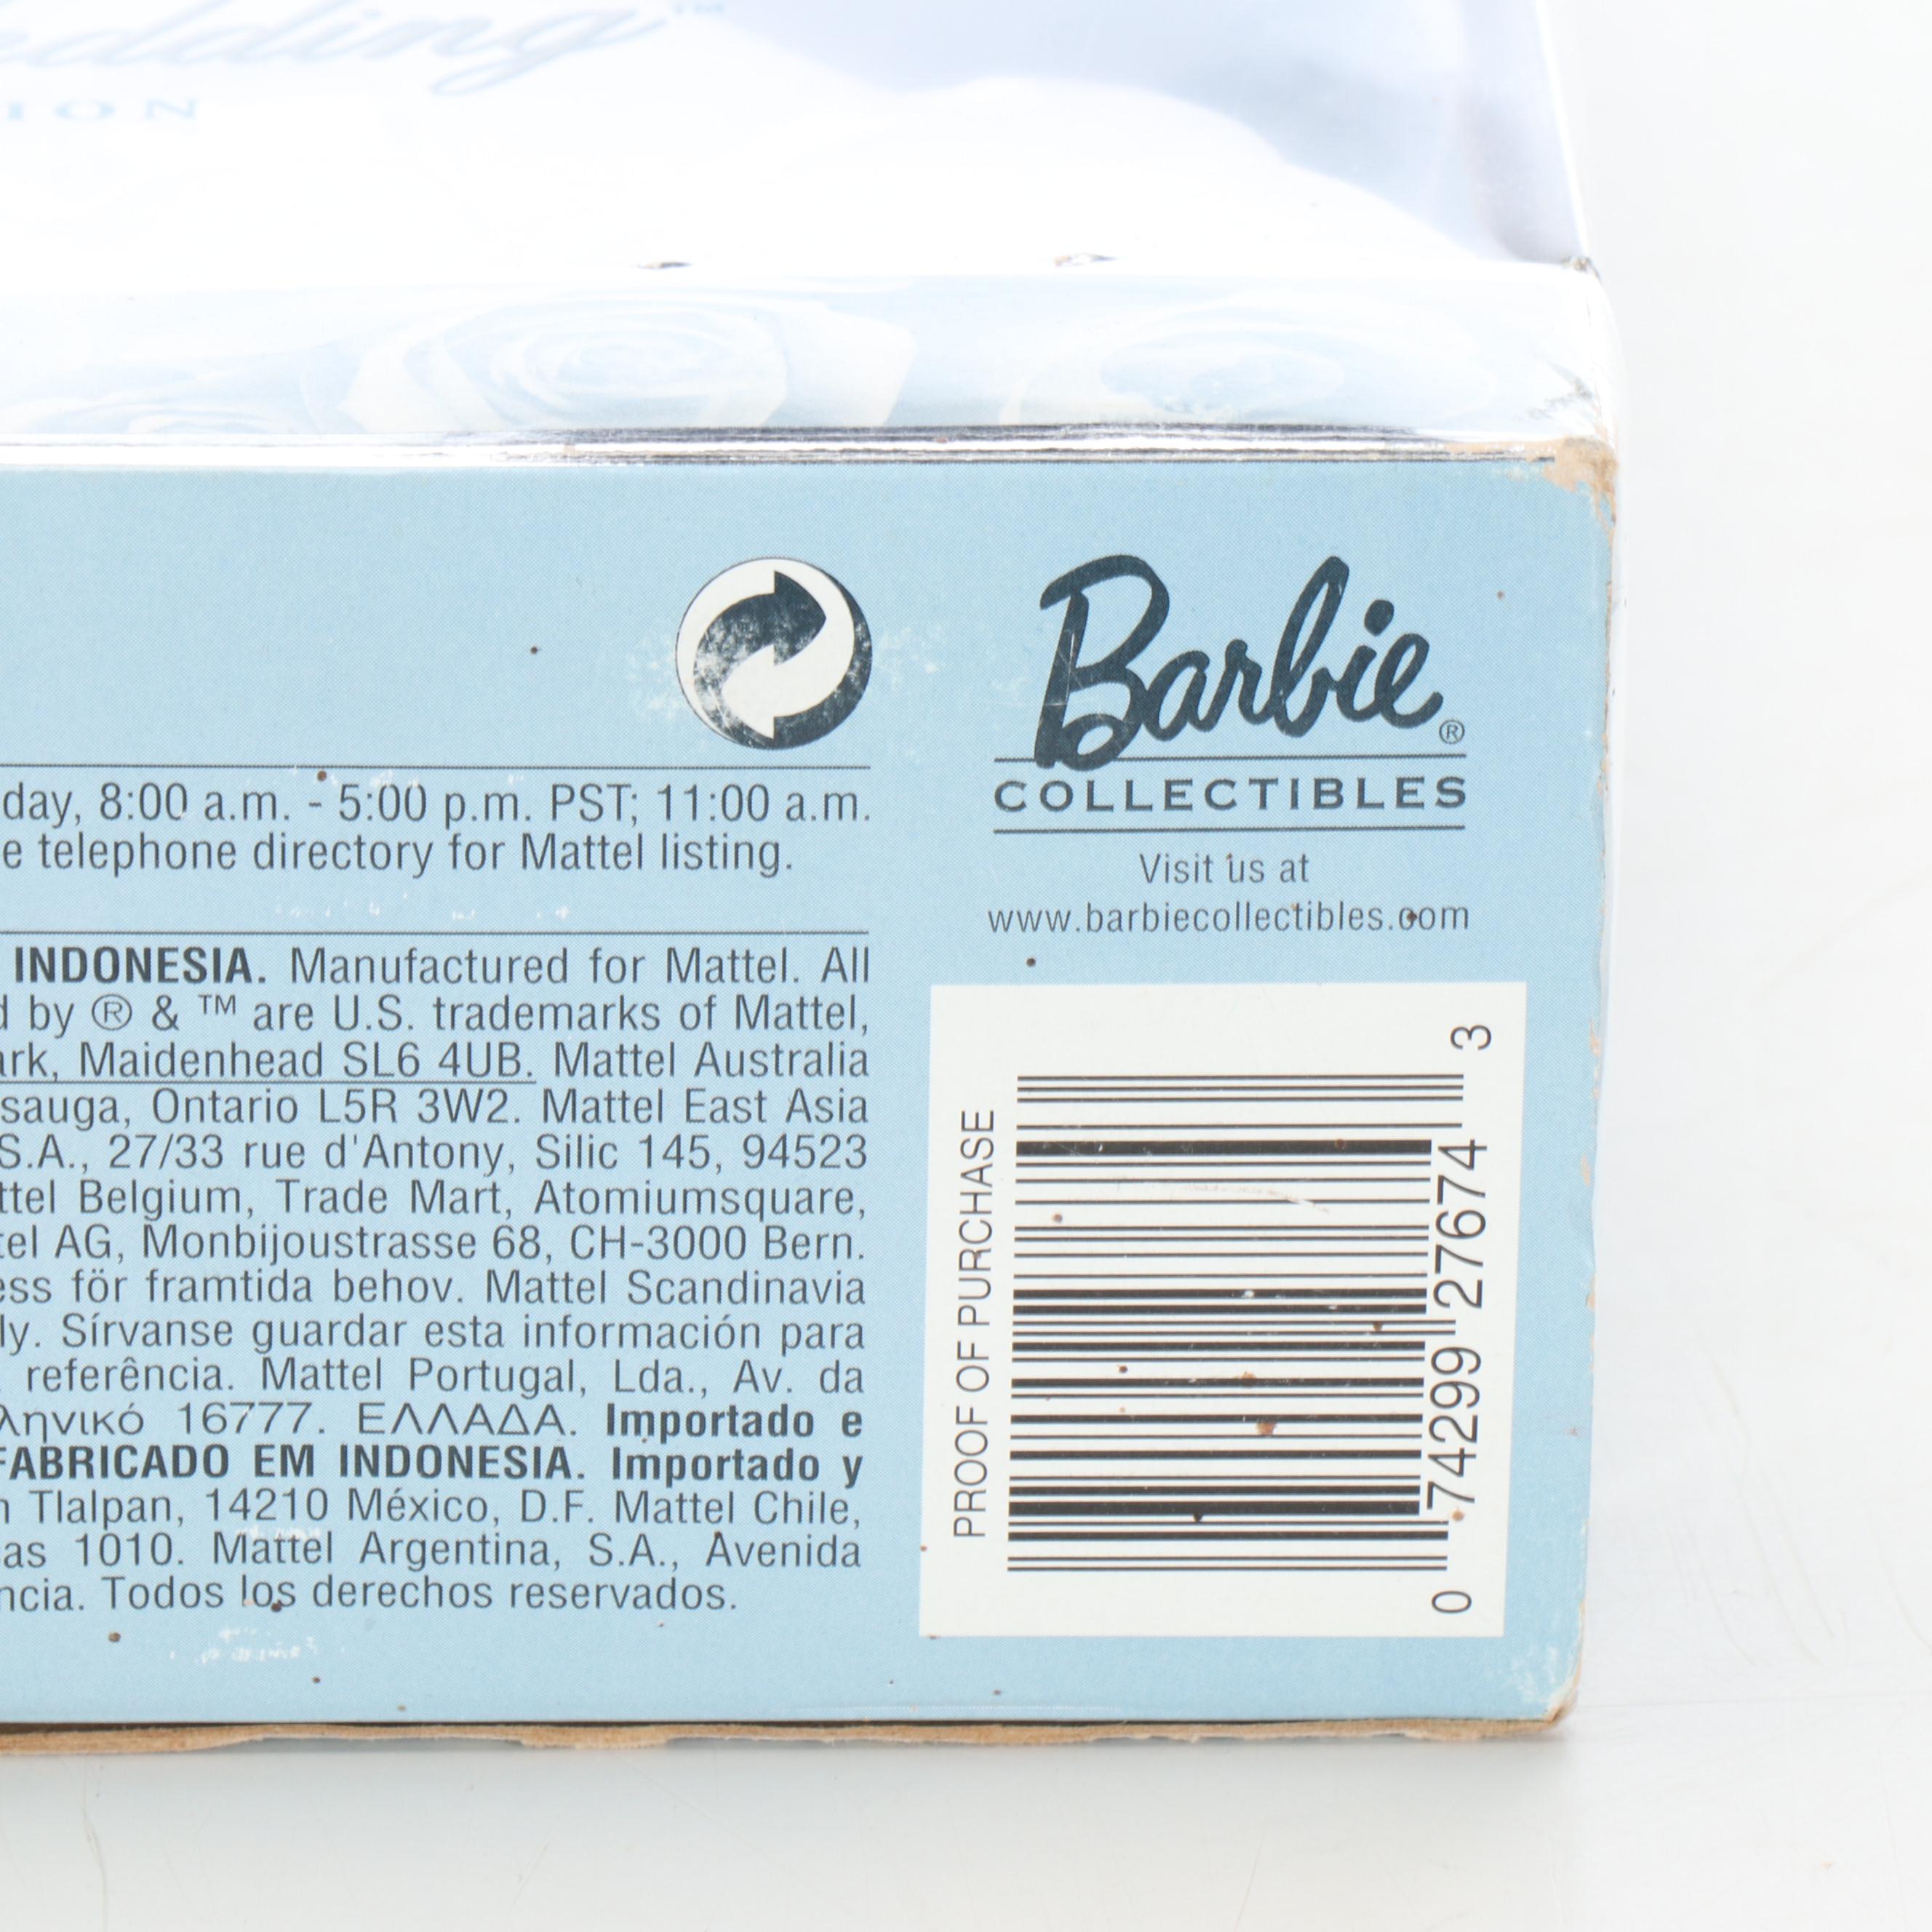 ™
day, 8:00 a.m. - 5:00 p.m. PST; 11:00 a.m.
e telephone directory for Mattel listing.
INDONESIA. Manufactured for Mattel. All
by ® & ™ are U.S. trademarks of Mattel,
ark, Maidenhead SL6 4UB. Mattel Australia
sauga, Ontario L5R 3W2. Mattel East Asia
S.A., 27/33 rue d'Antony, Silic 145, 94523
ttel Belgium, Trade Mart, Atomiumsquare,
tel AG, Monbijoustrasse 68, CH-3000 Bern.
ess för framtida behov. Mattel Scandinavia
ly. Sírvanse guardar esta información para
referência. Mattel Portugal, Lda., Av. da
ληνικό 16777. ΕΛΛΑΔΑ. Importado e
FABRICADO EM INDONESIA. Importado y
n Tlalpan, 14210 México, D.F. Mattel Chile,
as 1010. Mattel Argentina, S.A., Avenida
ncia. Todos los derechos reservados.
Barbie®
COLLECTIBLES
Visit us at
www.barbiecollectibles.com
PROOF OF PURCHASE
0 74299 27674 3